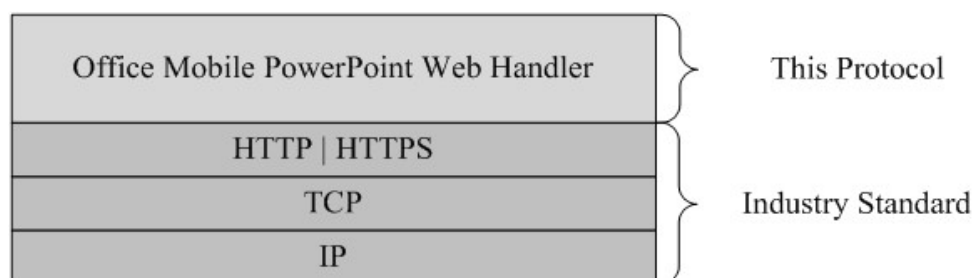 Office Mobile PowerPoint Web Handler
This Protocol
HTTP | HTTPS
TCP
Industry Standard
IP